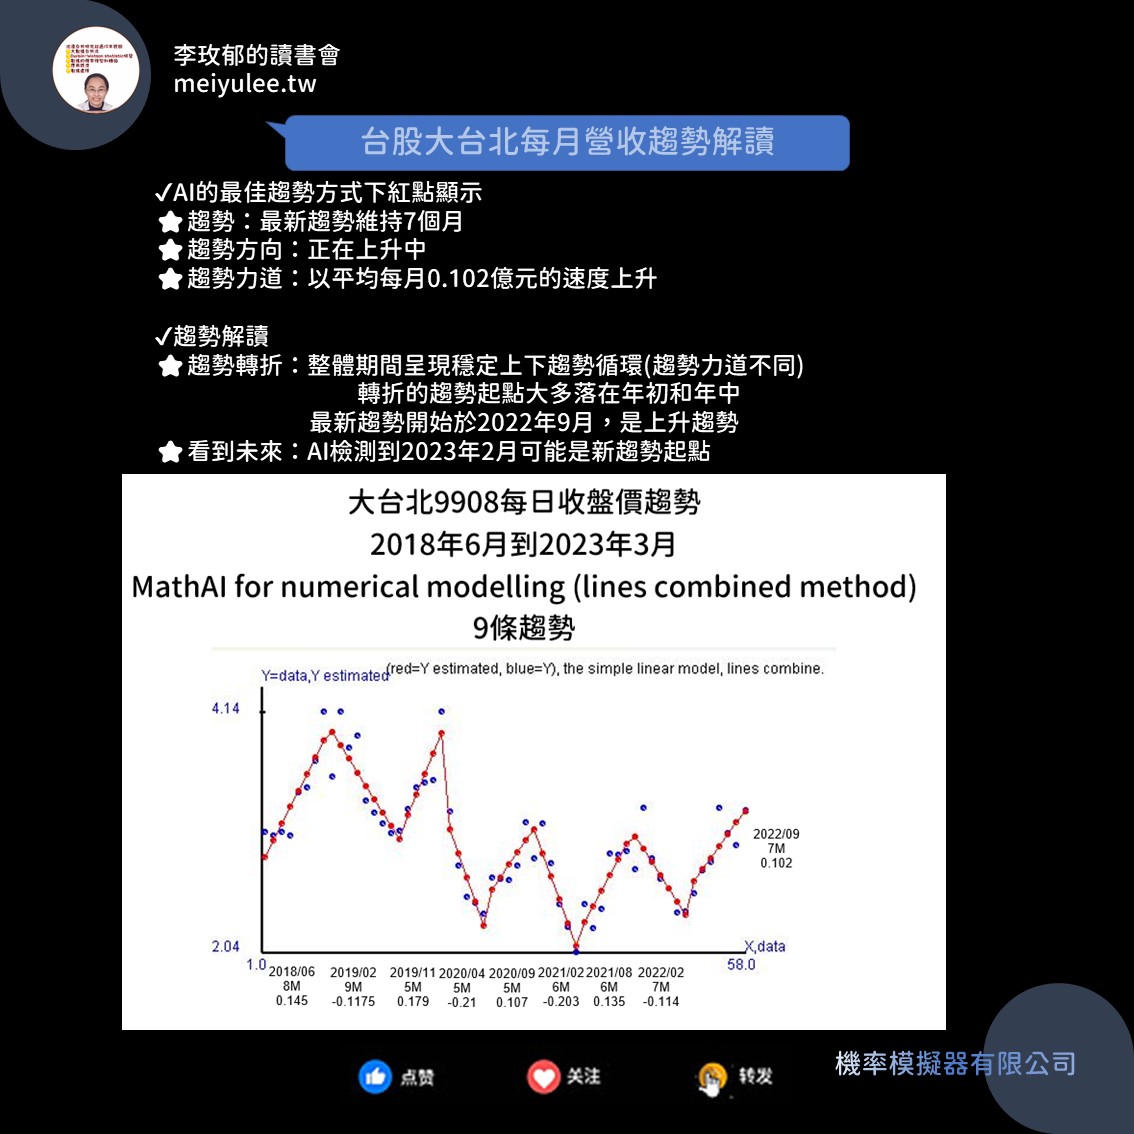 李玫郁的讀書會
meiyulee.tw
台股大台北每月營收趨勢解讀
✓AI的最佳趨勢方式下紅點顯示
★趨勢：最新趨勢維持7個月
★趨勢方向：正在上升中
★趨勢力道：以平均每月0.102億元的速度上升
✓趨勢解讀
★趨勢轉折：整體期間呈現穩定上下趨勢循環(趨勢力道不同)
轉折的趨勢起點大多落在年初和年中
最新趨勢開始於2022年9月，是上升趨勢
★看到未來：AI檢測到2023年2月可能是新趨勢起點
大台北9908每日收盤價趨勢
2018年6月到2023年3月
MathAI for numerical modelling (lines combined method)
9條趨勢
(red=Y estimated, blue=Y), the simple linear model, lines combine.
Y=data,Y estimated
4.14
2022/09
7M
0.102
2.04
X,data
1.0
58.0
2018/06 2019/02 2019/11 2020/04 2020/09 2021/02 2021/08 2022/02
8M 9M 5M 5M 5M 6M 6M 7M
0.145 -0.1175 0.179 -0.21 0.107 -0.203 0.135 -0.114
機率模擬器有限公司
点赞 关注 转发